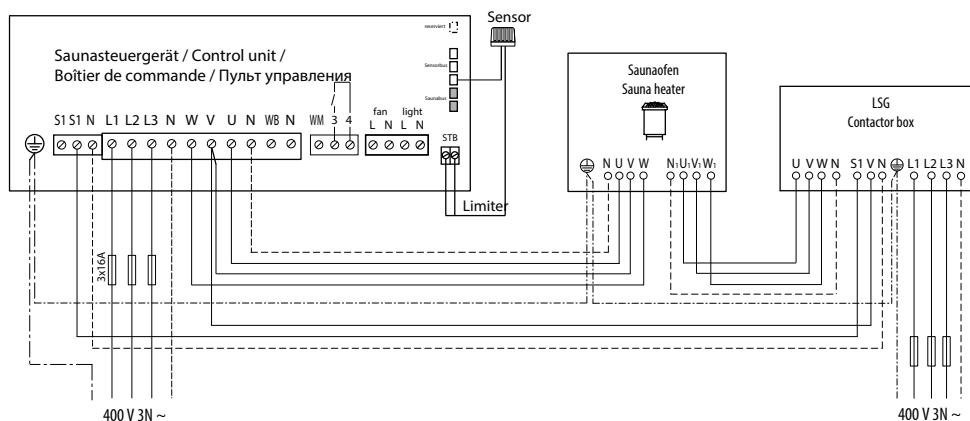 reserviert
Sensor
Saunasteuergerät / Control unit /
Boîtier de commande / Пульт управления
Sensorbus
Saunabus
Saunaofen
Sauna heater
LSG
Contactor box
fan
light
S1 S1 N L1 L2 L3 N W V U N WB N
WM 3 4
L N L N
STB
N U V W
N1 U1 V1 W1
U V W N
S1 V N
L1 L2 L3 N
Limiter
3x16A
400 V 3N ~
400 V 3N ~